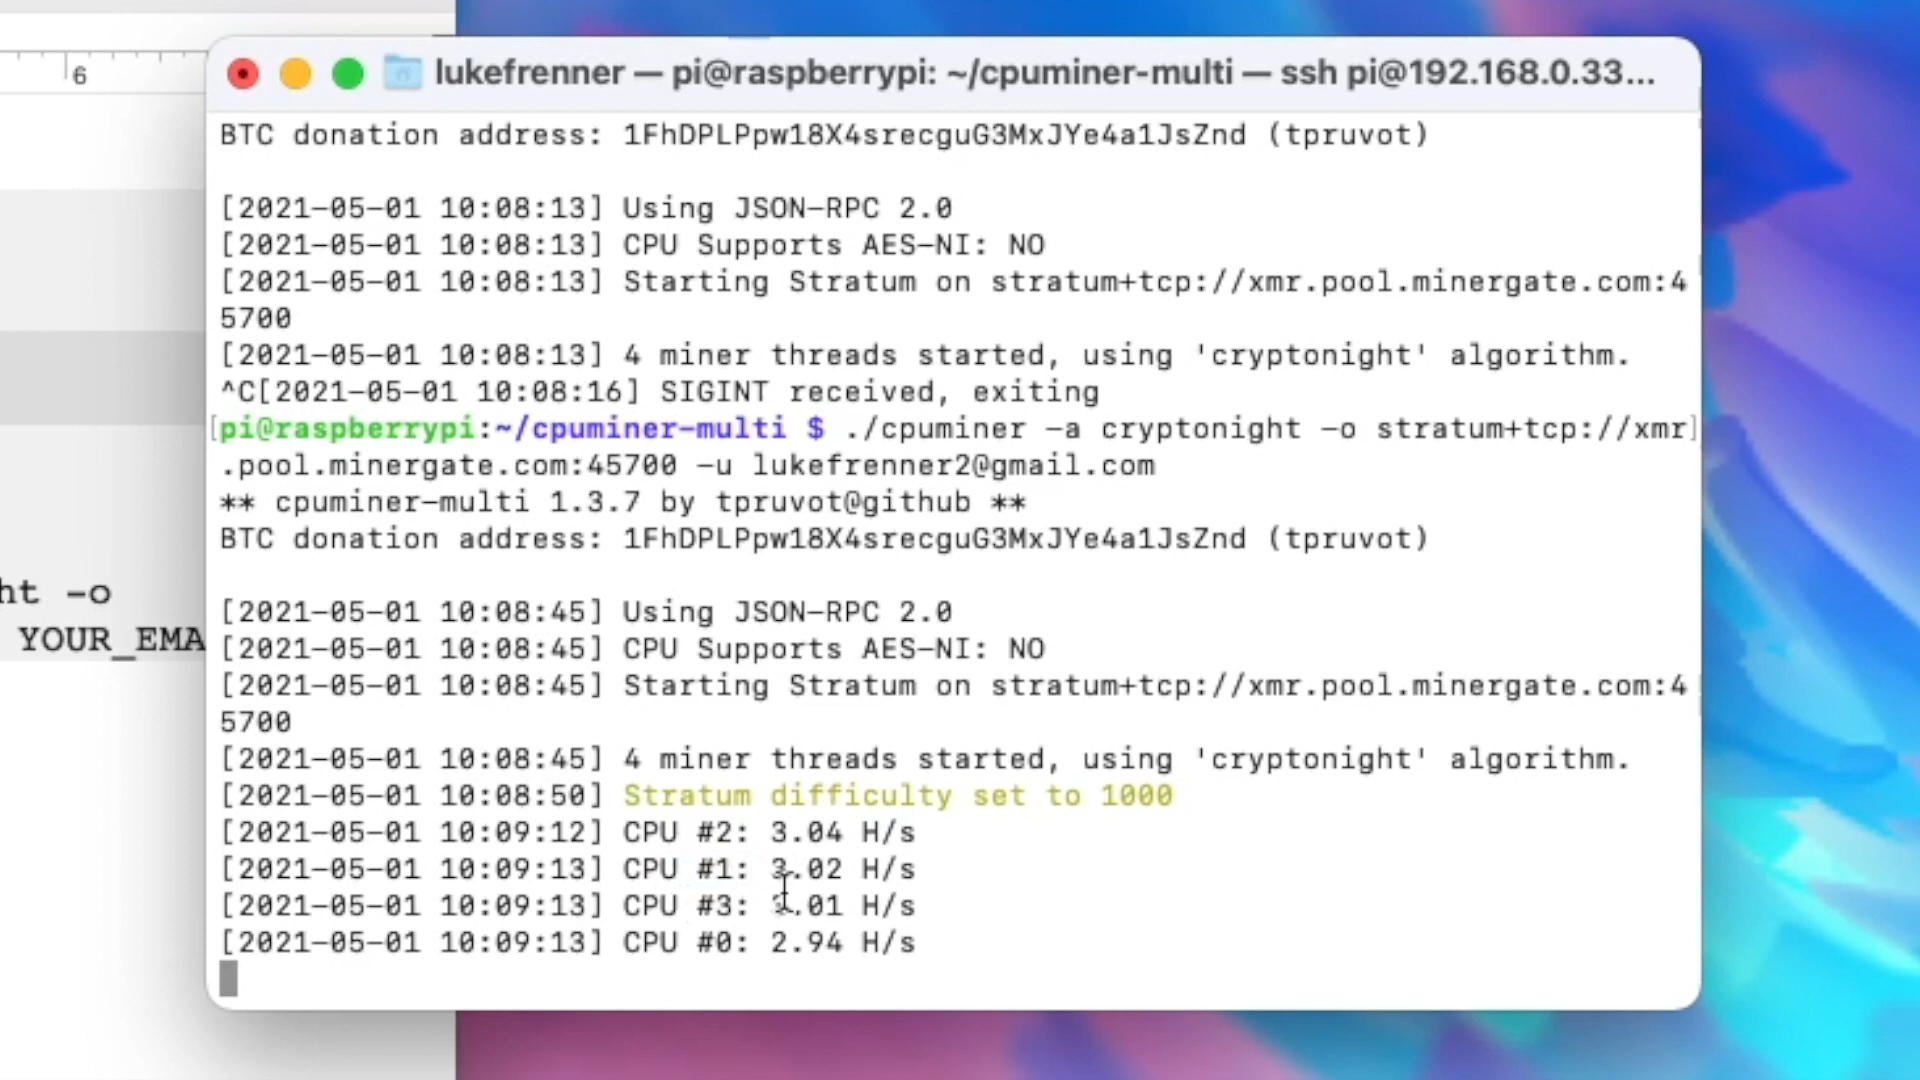 6
lukefrenner — pi@raspberrypi: ~/cpuminer-multi — ssh pi@192.168.0.33...
BTC donation address: 1FhDPLPpw18X4srecguG3MxJYe4a1JsZnd (tpruvot)
[2021-05-01 10:08:13] Using JSON-RPC 2.0
[2021-05-01 10:08:13] CPU Supports AES-NI: NO
[2021-05-01 10:08:13] Starting Stratum on stratum+tcp://xmr.pool.minergate.com:4
5700
[2021-05-01 10:08:13] 4 miner threads started, using 'cryptonight' algorithm.
^C[2021-05-01 10:08:16] SIGINT received, exiting
[pi@raspberrypi:~/cpuminer-multi $ ./cpuminer -a cryptonight -o stratum+tcp://xmr]
.pool.minergate.com:45700 -u lukefrenner2@gmail.com
** cpuminer-multi 1.3.7 by tpruvot@github **
BTC donation address: 1FhDPLPpw18X4srecguG3MxJYe4a1JsZnd (tpruvot)
[2021-05-01 10:08:45] Using JSON-RPC 2.0
[2021-05-01 10:08:45] CPU Supports AES-NI: NO
[2021-05-01 10:08:45] Starting Stratum on stratum+tcp://xmr.pool.minergate.com:4
5700
[2021-05-01 10:08:45] 4 miner threads started, using 'cryptonight' algorithm.
[2021-05-01 10:08:50] Stratum difficulty set to 1000
[2021-05-01 10:09:12] CPU #2: 3.04 H/s
[2021-05-01 10:09:13] CPU #1: 3.02 H/s
[2021-05-01 10:09:13] CPU #3: 3.01 H/s
[2021-05-01 10:09:13] CPU #0: 2.94 H/s
ht -o
YOUR_EMA